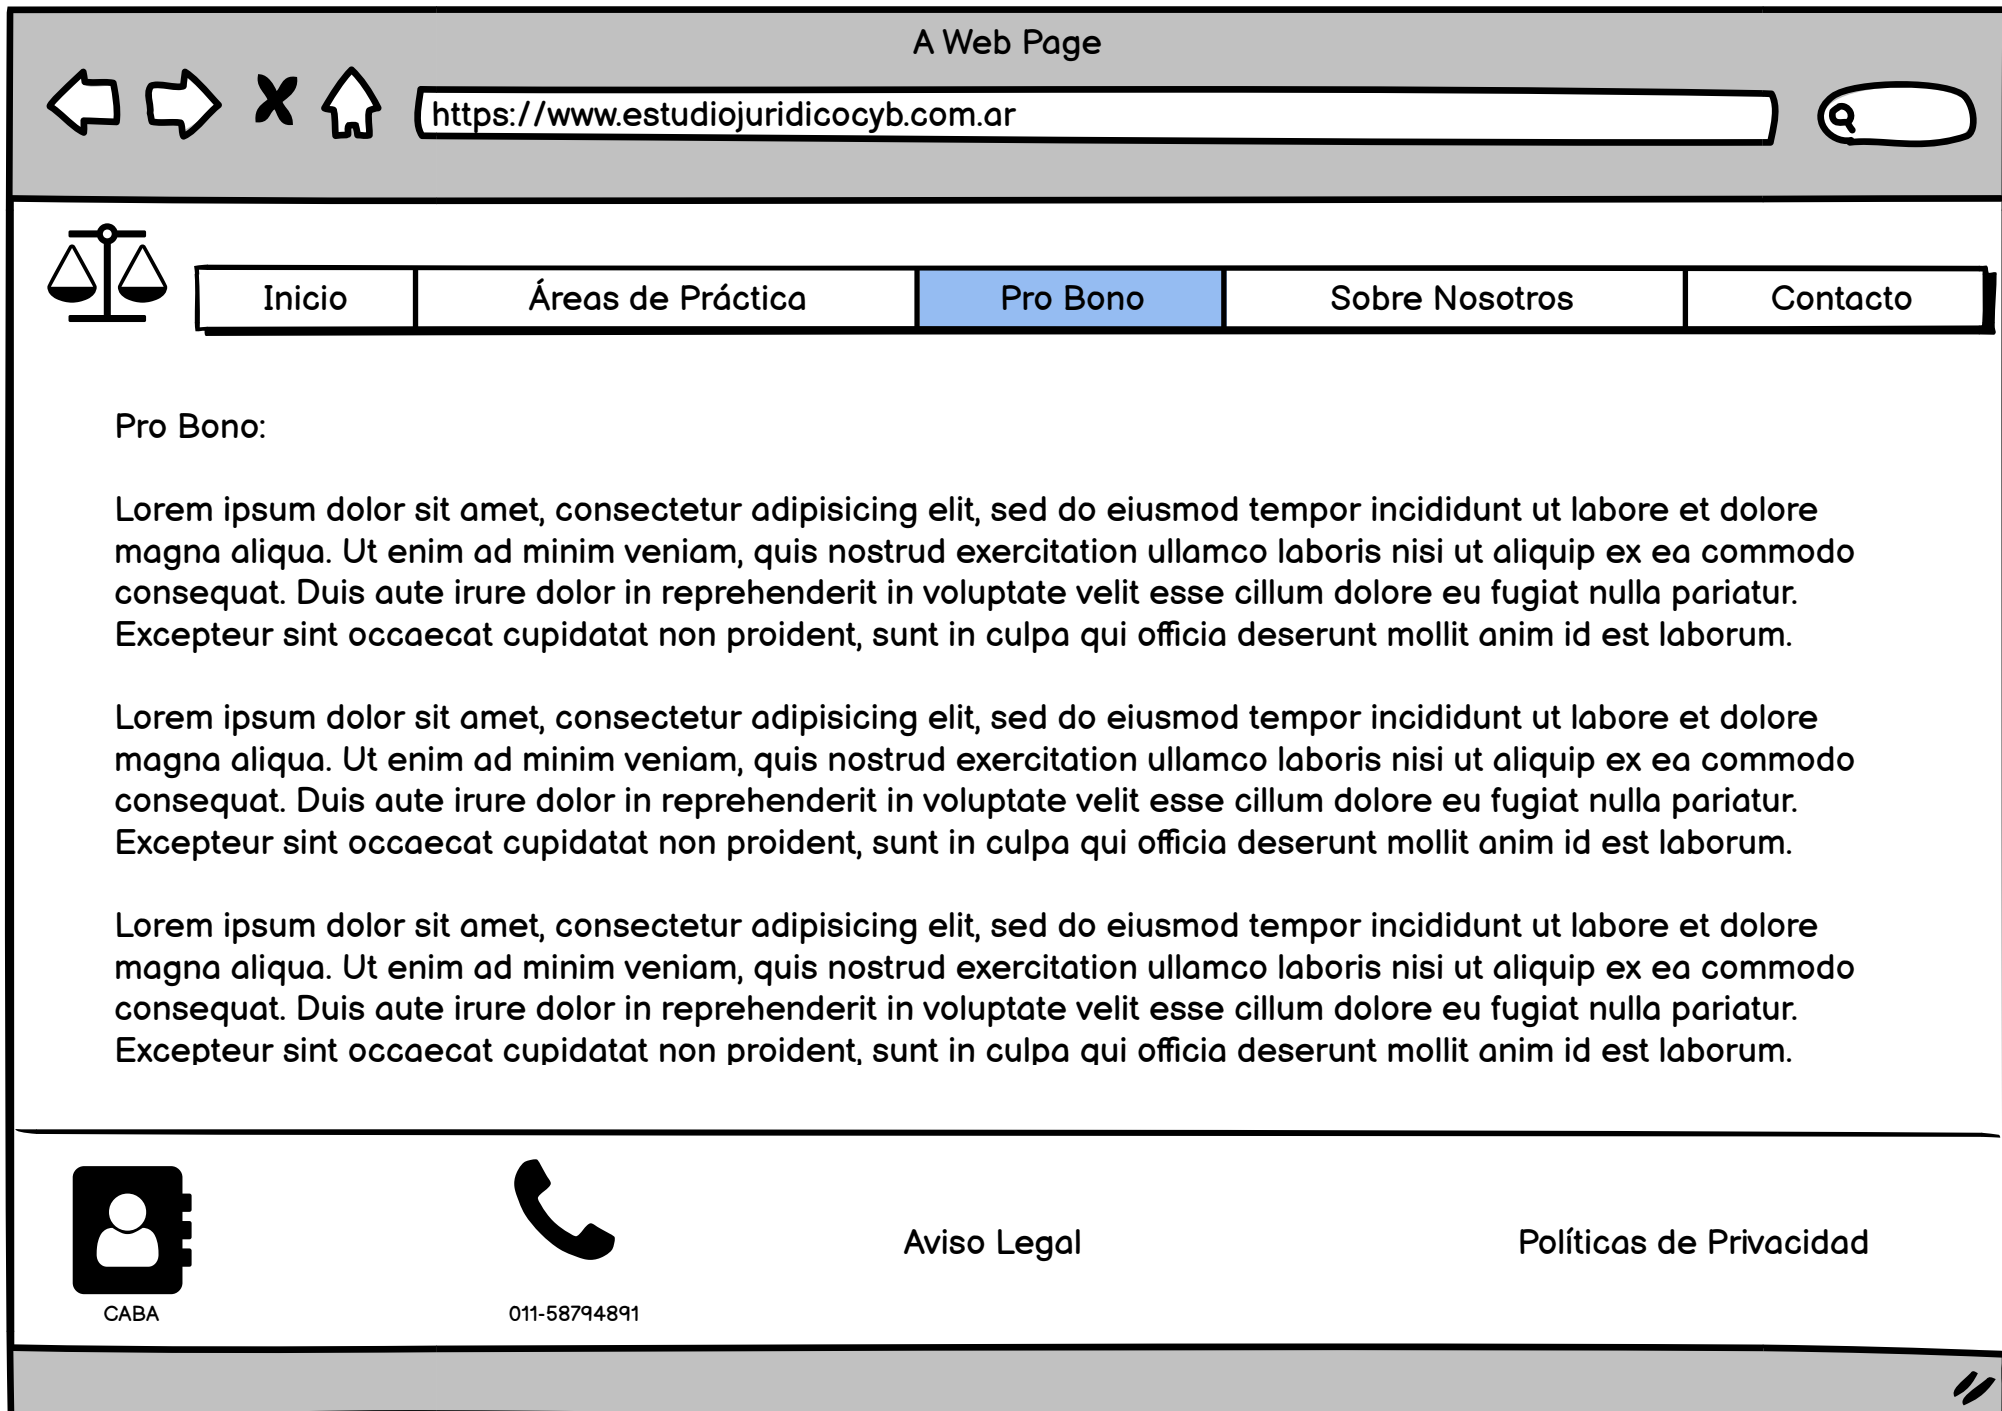 A Web Page
https://www.estudiojuridicocyb.com.ar
Inicio Áreas de Práctica Pro Bono Sobre Nosotros Contacto
Pro Bono:
Lorem ipsum dolor sit amet, consectetur adipisicing elit, sed do eiusmod tempor incididunt ut labore et dolore
magna aliqua. Ut enim ad minim veniam, quis nostrud exercitation ullamco laboris nisi ut aliquip ex ea commodo
consequat. Duis aute irure dolor in reprehenderit in voluptate velit esse cillum dolore eu fugiat nulla pariatur.
Excepteur sint occaecat cupidatat non proident, sunt in culpa qui officia deserunt mollit anim id est laborum.
Lorem ipsum dolor sit amet, consectetur adipisicing elit, sed do eiusmod tempor incididunt ut labore et dolore
magna aliqua. Ut enim ad minim veniam, quis nostrud exercitation ullamco laboris nisi ut aliquip ex ea commodo
consequat. Duis aute irure dolor in reprehenderit in voluptate velit esse cillum dolore eu fugiat nulla pariatur.
Excepteur sint occaecat cupidatat non proident, sunt in culpa qui officia deserunt mollit anim id est laborum.
Lorem ipsum dolor sit amet, consectetur adipisicing elit, sed do eiusmod tempor incididunt ut labore et dolore
magna aliqua. Ut enim ad minim veniam, quis nostrud exercitation ullamco laboris nisi ut aliquip ex ea commodo
consequat. Duis aute irure dolor in reprehenderit in voluptate velit esse cillum dolore eu fugiat nulla pariatur.
Excepteur sint occaecat cupidatat non proident, sunt in culpa qui officia deserunt mollit anim id est laborum.
Aviso Legal Políticas de Privacidad
CABA 011-58794891